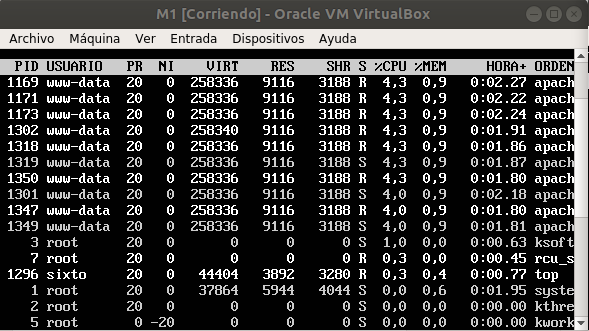 M1 [Corriendo] - Oracle VM VirtualBox
Archivo Máquina Ver Entrada Dispositivos Ayuda
PID USUARIO PR NI VIRT RES SHR S %CPU %MEM HORA+ ORDEN
1169 www-data 20 0 258336 9116 3188 R 4,3 0,9 0:02.27 apach
1171 www-data 20 0 258336 9116 3188 R 4,3 0,9 0:02.22 apach
1173 www-data 20 0 258336 9116 3188 R 4,3 0,9 0:02.24 apach
1302 www-data 20 0 258340 9116 3188 R 4,3 0,9 0:01.91 apach
1318 www-data 20 0 258336 9116 3188 R 4,3 0,9 0:01.86 apach
1319 www-data 20 0 258336 9116 3188 S 4,3 0,9 0:01.87 apach
1350 www-data 20 0 258336 9116 3188 R 4,3 0,9 0:01.80 apach
1301 www-data 20 0 258336 9116 3188 S 4,0 0,9 0:02.18 apach
1347 www-data 20 0 258336 9116 3188 R 4,0 0,9 0:01.80 apach
1349 www-data 20 0 258336 9116 3188 S 4,0 0,9 0:01.81 apach
3 root 20 0 0 0 0 S 1,0 0,0 0:00.63 ksoft
7 root 20 0 0 0 0 R 0,3 0,0 0:00.45 rcu_s
1296 sixto 20 0 44404 3892 3280 R 0,3 0,4 0:00.77 top
1 root 20 0 37864 5944 4044 S 0,0 0,6 0:01.95 syste
2 root 20 0 0 0 0 S 0,0 0,0 0:00.00 kthre
5 root 0 -20 0 0 0 S 0,0 0,0 0:00.00 kwork